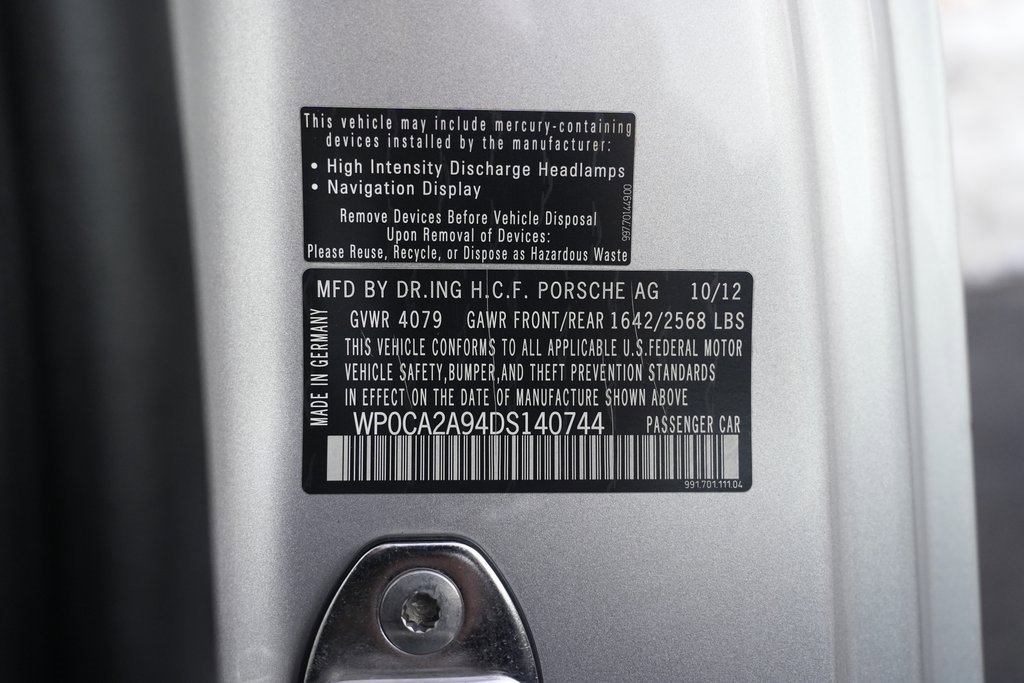 This vehicle may include mercury-containing
devices installed by the manufacturer:
• High Intensity Discharge Headlamps
• Navigation Display
Remove Devices Before Vehicle Disposal
Upon Removal of Devices:
Please Reuse, Recycle, or Dispose as Hazardous Waste
997.701.449.00
MFD BY DR.ING H.C.F. PORSCHE AG 10/12
GVWR 4079 GAWR FRONT/REAR 1642/2568 LBS
THIS VEHICLE CONFORMS TO ALL APPLICABLE U.S.FEDERAL MOTOR
VEHICLE SAFETY,BUMPER,AND THEFT PREVENTION STANDARDS
IN EFFECT ON THE DATE OF MANUFACTURE SHOWN ABOVE
WP0CA2A94DS140744 PASSENGER CAR
MADE IN GERMANY
991.701.111.04